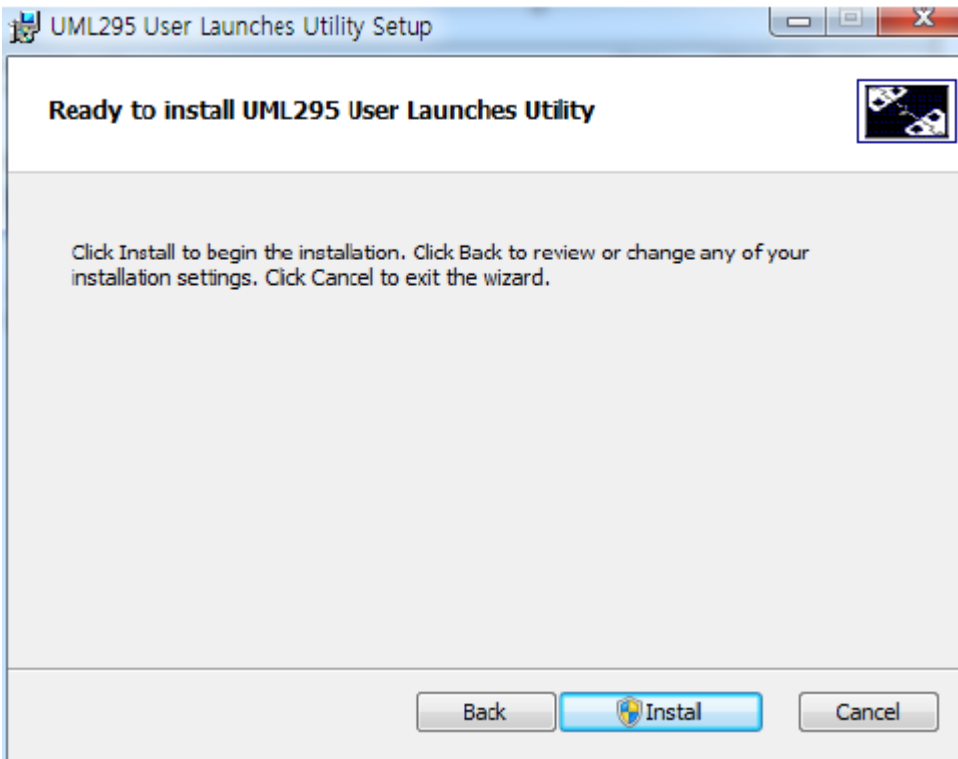 UML295 User Launches Utility Setup
Ready to install UML295 User Launches Utility
Click Install to begin the installation. Click Back to review or change any of your
installation settings. Click Cancel to exit the wizard.
Back
Install
Cancel